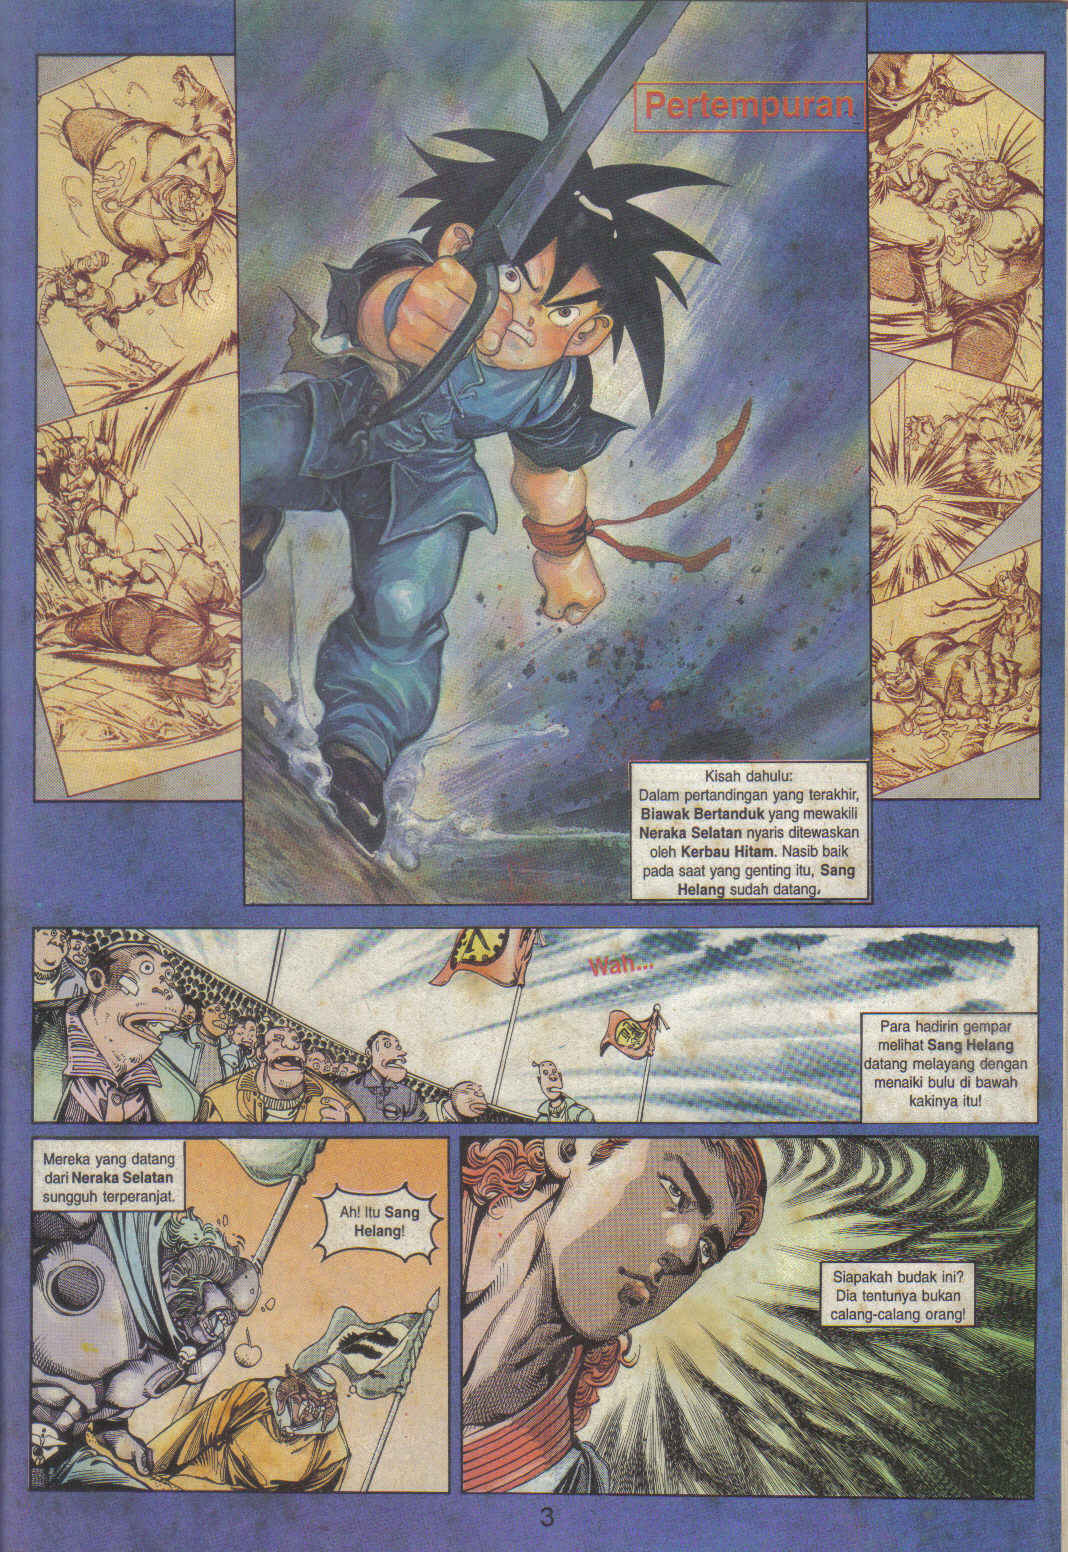 Pertempuran
Kisah dahulu:
Dalam pertandingan yang terakhir,
Biawak Bertanduk yang mewakili
Neraka Selatan nyaris ditewaskan
oleh Kerbau Hitam. Nasib baik
pada saat yang genting itu, Sang
Helang sudah datang.
Wah...
Para hadirin gempar
melihat Sang Helang
datang melayang dengan
menaiki bulu di bawah
kakinya itu!
Mereka yang datang
dari Neraka Selatan
sungguh terperanjat.
Ah! Itu Sang
Helang!
Siapakah budak ini?
Dia tentunya bukan
calang-calang orang!
3